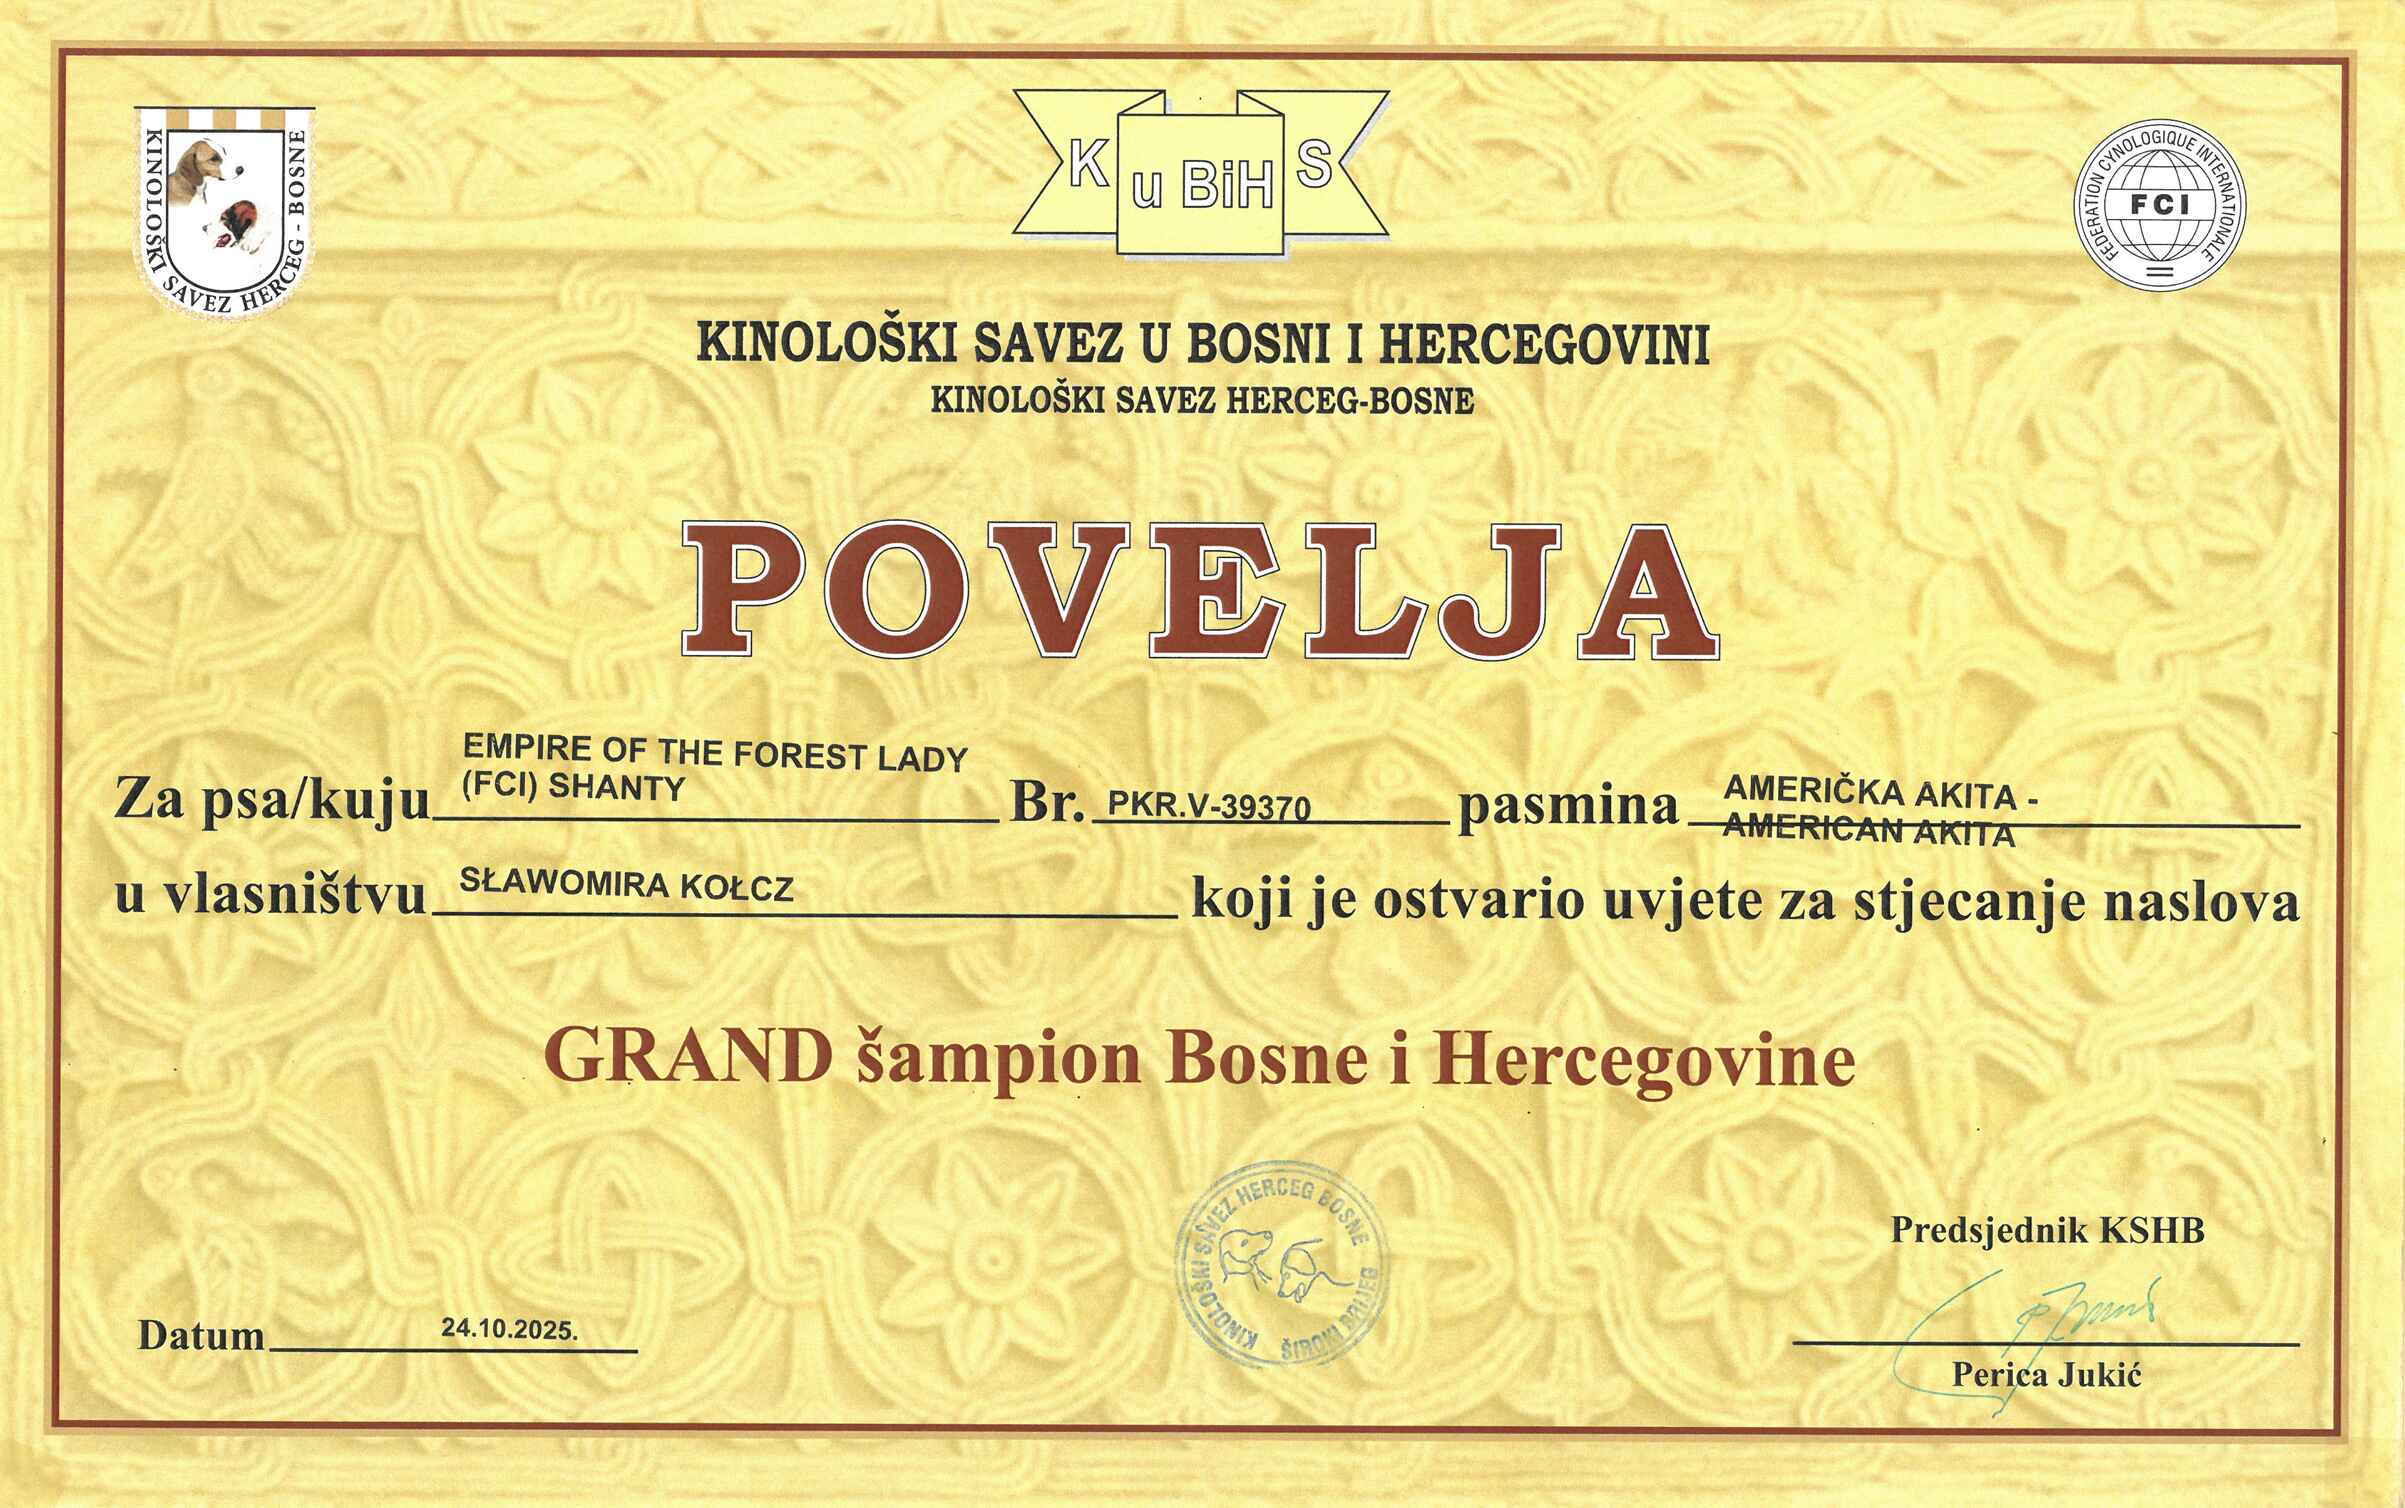 KINOLOŠKI SAVEZ HERCEG - BOSNE
K u BiH S
FEDERATION CYNOLOGIQUE INTERNATIONALE
FCI
KINOLOŠKI SAVEZ U BOSNI I HERCEGOVINI
KINOLOŠKI SAVEZ HERCEG-BOSNE
POVELJA
EMPIRE OF THE FOREST LADY
Za psa/kuju (FCI) SHANTY Br. PKR.V-39370 pasmina AMERIČKA AKITA -
AMERICAN AKITA
u vlasništvu SŁAWOMIRA KOŁCZ koji je ostvario uvjete za stjecanje naslova
GRAND šampion Bosne i Hercegovine
KINOLOŠKI SAVEZ HERCEG BOSNE
ŠIROKI BRIJEG
Predsjednik KSHB
Datum 24.10.2025.
Perica Jukić